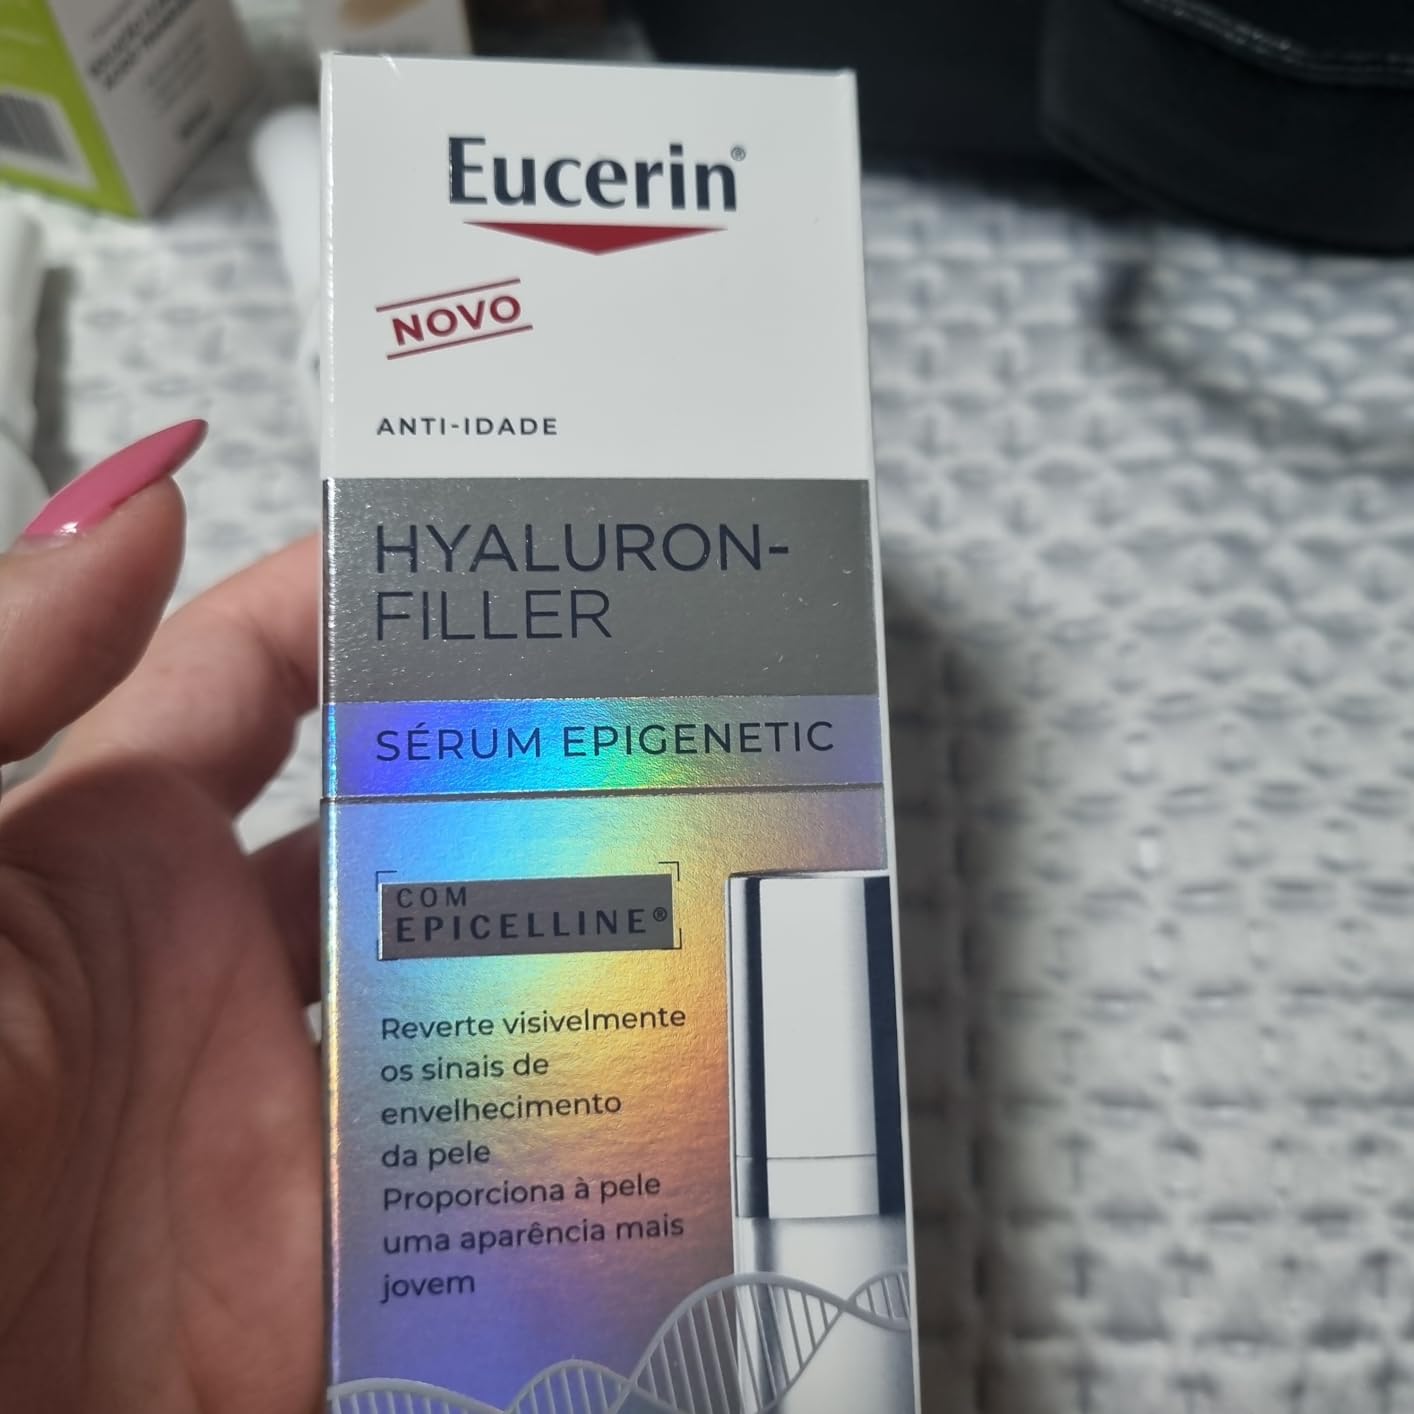 Eucerin®
NOVO
ANTI-IDADE
HYALURON-
FILLER
SÉRUM EPIGENETIC
COM
EPICELLINE®
Reverte visivelmente
os sinais de
envelhecimento
da pele
Proporciona à pele
uma aparência mais
jovem